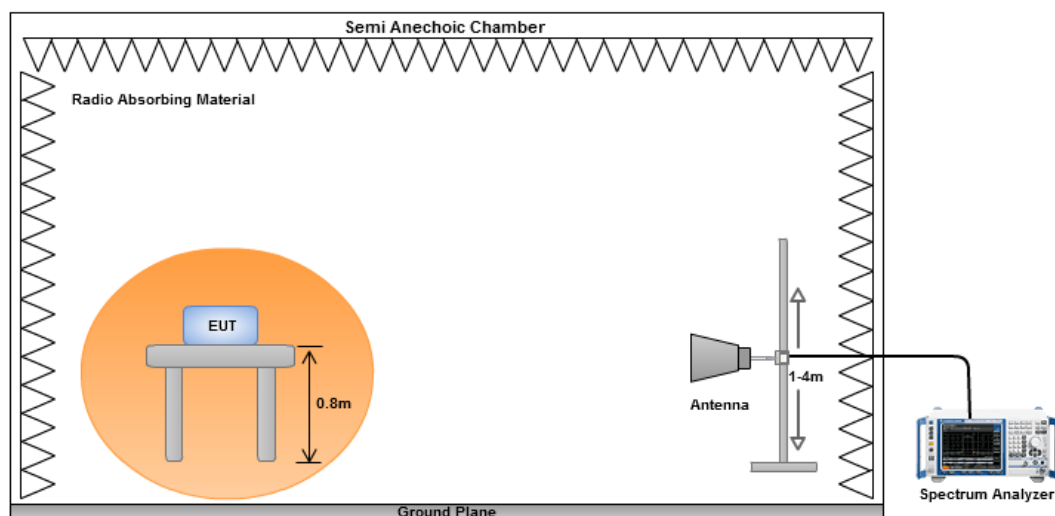 Semi Anechoic Chamber
Radio Absorbing Material
EUT
0.8m
1-4m
Antenna
Spectrum Analyzer
Ground Plane